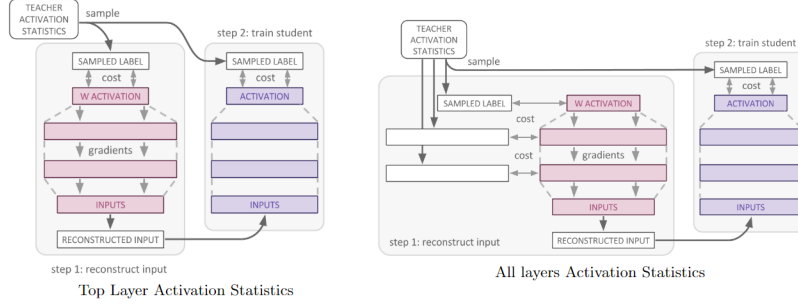 TEACHER
ACTIVATION
STATISTICS
sample
step 2: train student
SAMPLED LABEL
cost
W ACTIVATION
gradients
INPUTS
RECONSTRUCTED INPUT
step 1: reconstruct input
SAMPLED LABEL
cost
ACTIVATION
INPUTS
Top Layer Activation Statistics
TEACHER
ACTIVATION
STATISTICS
sample
step 2: train student
SAMPLED LABEL
W ACTIVATION
cost
cost
gradients
INPUTS
RECONSTRUCTED INPUT
step 1: reconstruct input
SAMPLED LABEL
cost
ACTIVATION
INPUTS
All layers Activation Statistics